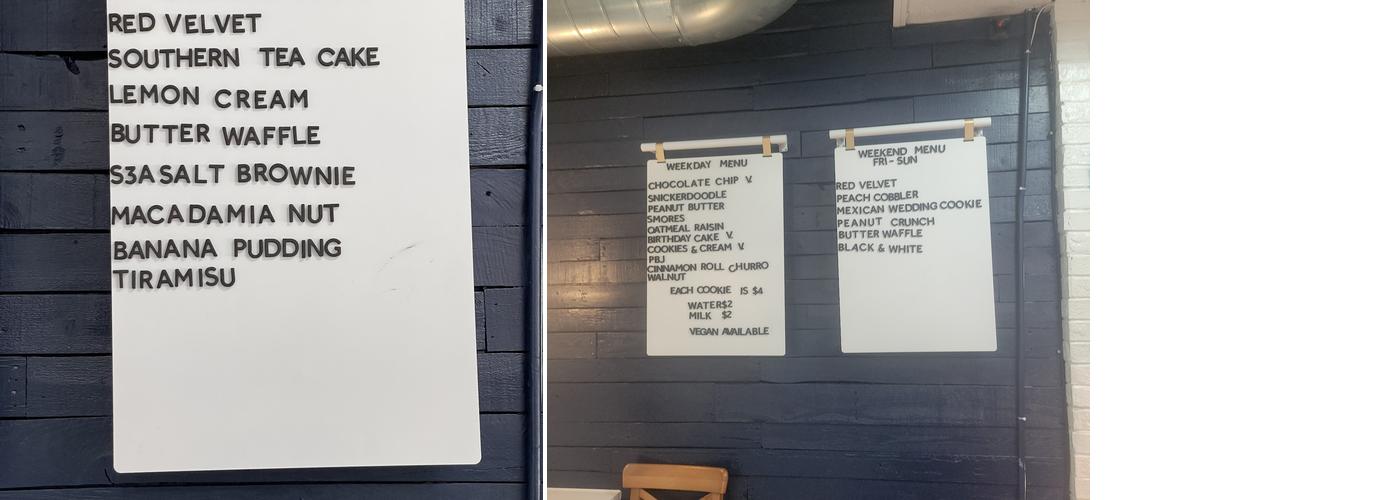 RED VELVET
SOUTHERN TEA CAKE
LEMON CREAM
BUTTER WAFFLE
S3ASALT BROWNIE
MACADAMIA NUT
BANANA PUDDING
TIRAMISU
WEEKDAY MENU
CHOCOLATE CHIP V.
SNICKERDOODLE
PEANUT BUTTER
SMORES
OATMEAL RAISIN
BIRTHDAY CAKE V.
COOKIES & CREAM V.
PBJ
CINNAMON ROLL CHURRO
WALNUT
EACH COOKIE IS $4
WATER$2
MILK $2
VEGAN AVAILABLE
WEEKEND MENU
FRI-SUN
RED VELVET
PEACH COBBLER
MEXICAN WEDDING COOKIE
PEANUT CRUNCH
BUTTER WAFFLE
BLACK & WHITE